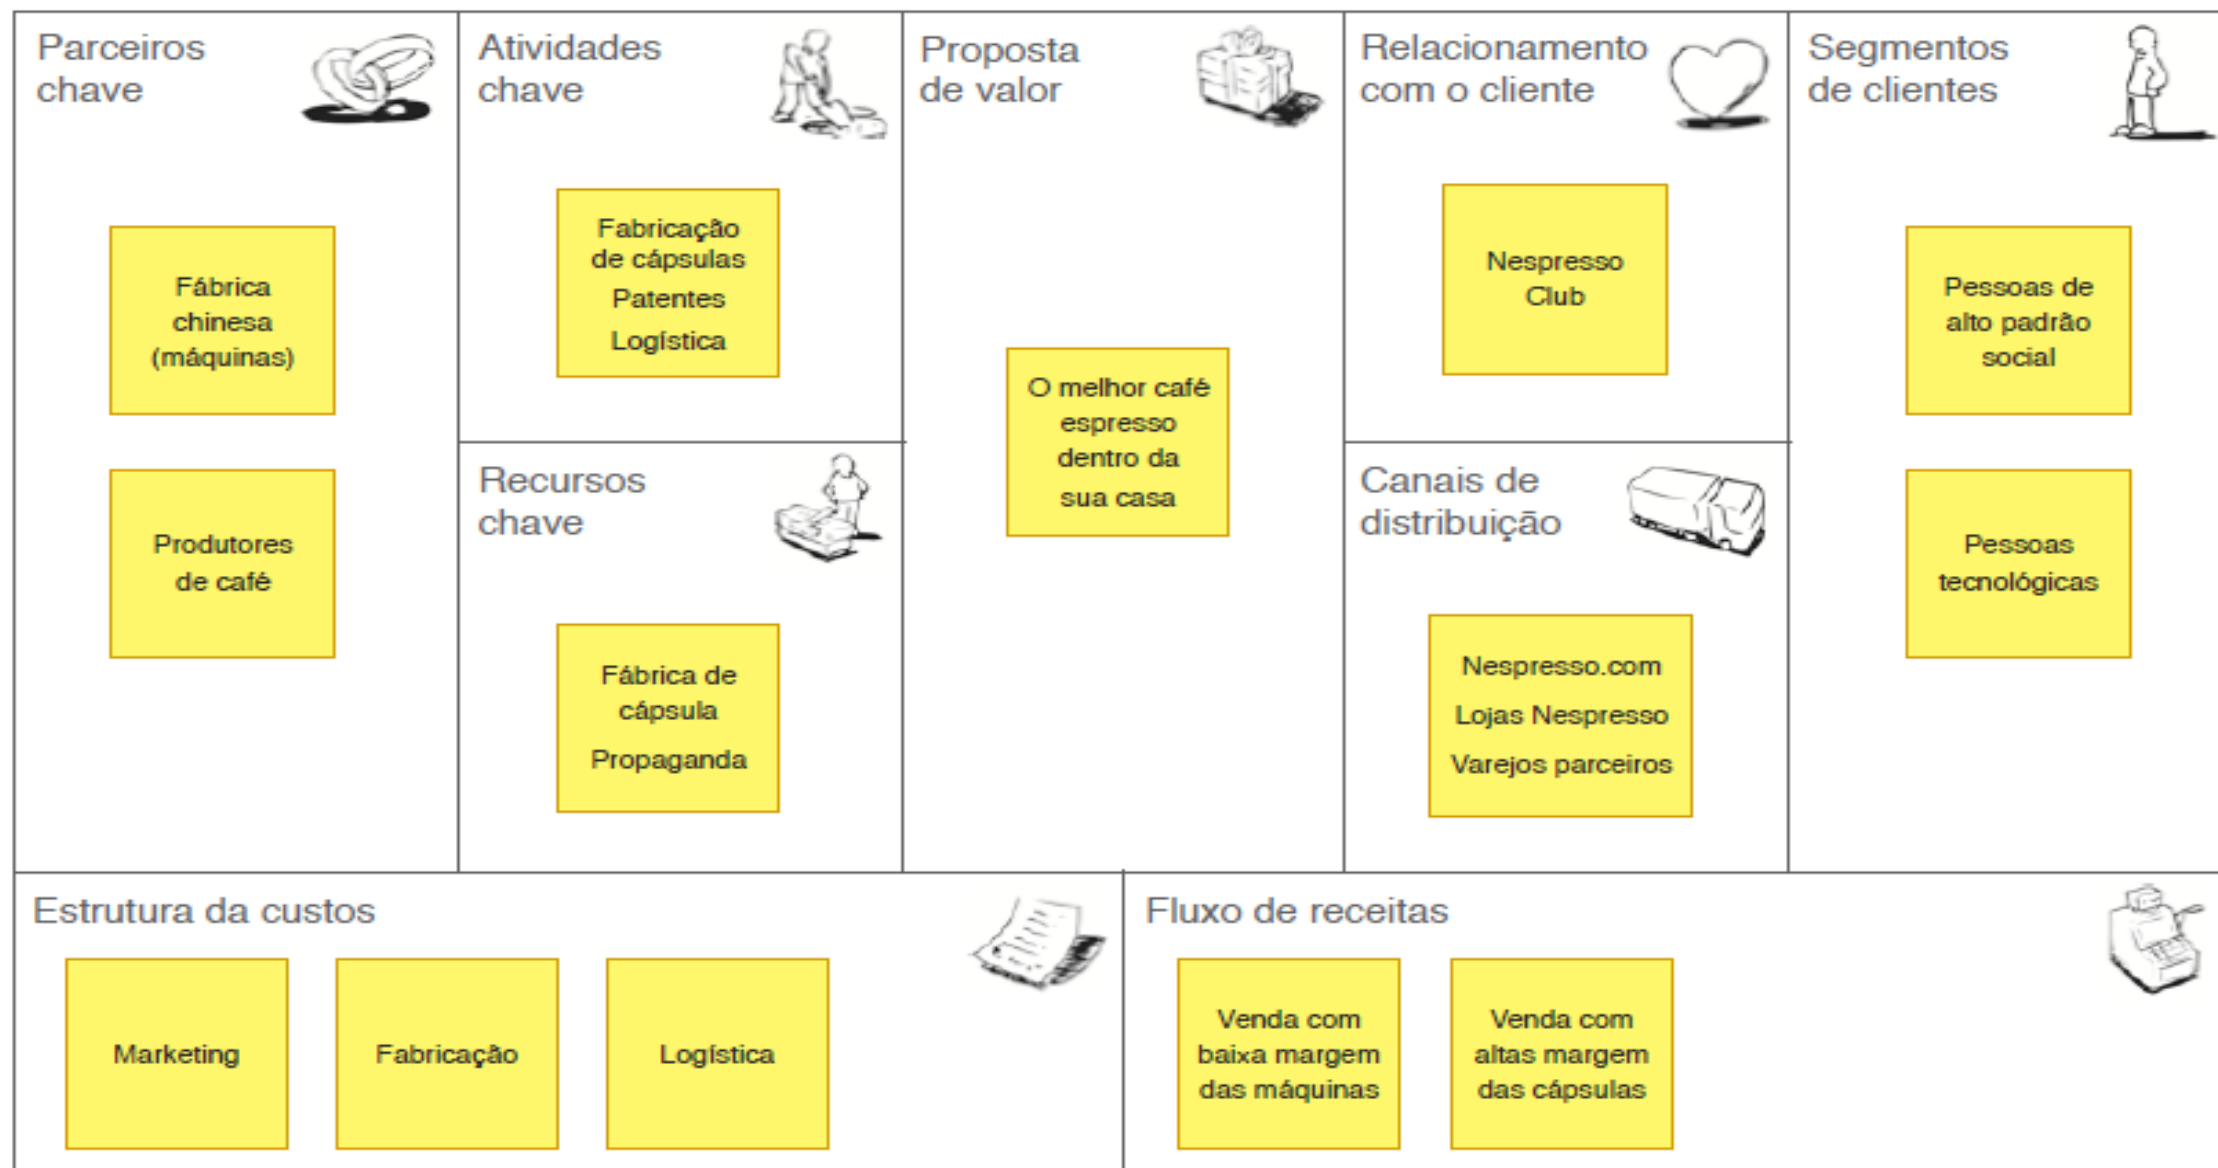 Parceiros
chave
Fábrica
chinesa
(máquinas)
Produtores
de café
Atividades
chave
Fabricação
de cápsulas
Patentes
Logística
Recursos
chave
Fábrica de
cápsula
Propaganda
Proposta
de valor
O melhor café
espresso
dentro da
sua casa
Relacionamento
com o cliente
Nespresso
Club
Canais de
distribuição
Nespresso.com
Lojas Nespresso
Varejos parceiros
Segmentos
de clientes
Pessoas de
alto padrão
social
Pessoas
tecnológicas
Estrutura da custos
Marketing
Fabricação
Logística
Fluxo de receitas
Venda com
baixa margem
das máquinas
Venda com
altas margem
das cápsulas